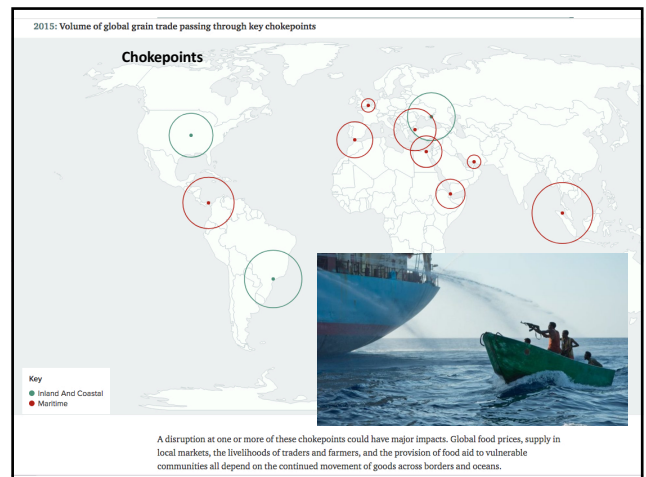 2015: Volume of global grain trade passing through key chokepoints
Chokepoints
Key
Inland And Coastal
Maritime
A disruption at one or more of these chokepoints could have major impacts. Global food prices, supply in
local markets, the livelihoods of traders and farmers, and the provision of food aid to vulnerable
communities all depend on the continued movement of goods across borders and oceans.